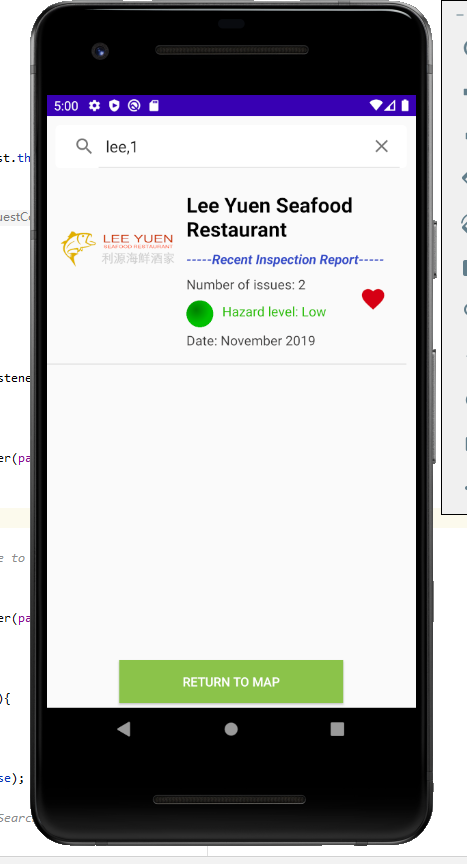 st.th
uestC
stene
er(pa
e to
er(pa
){
se);
Searc
5:00
lee,1
LEE YUEN
SEAFOOD RESTAURANT
利源海鮮酒家
Lee Yuen Seafood
Restaurant
-----Recent Inspection Report-----
Number of issues: 2
Hazard level: Low
Date: November 2019
RETURN TO MAP